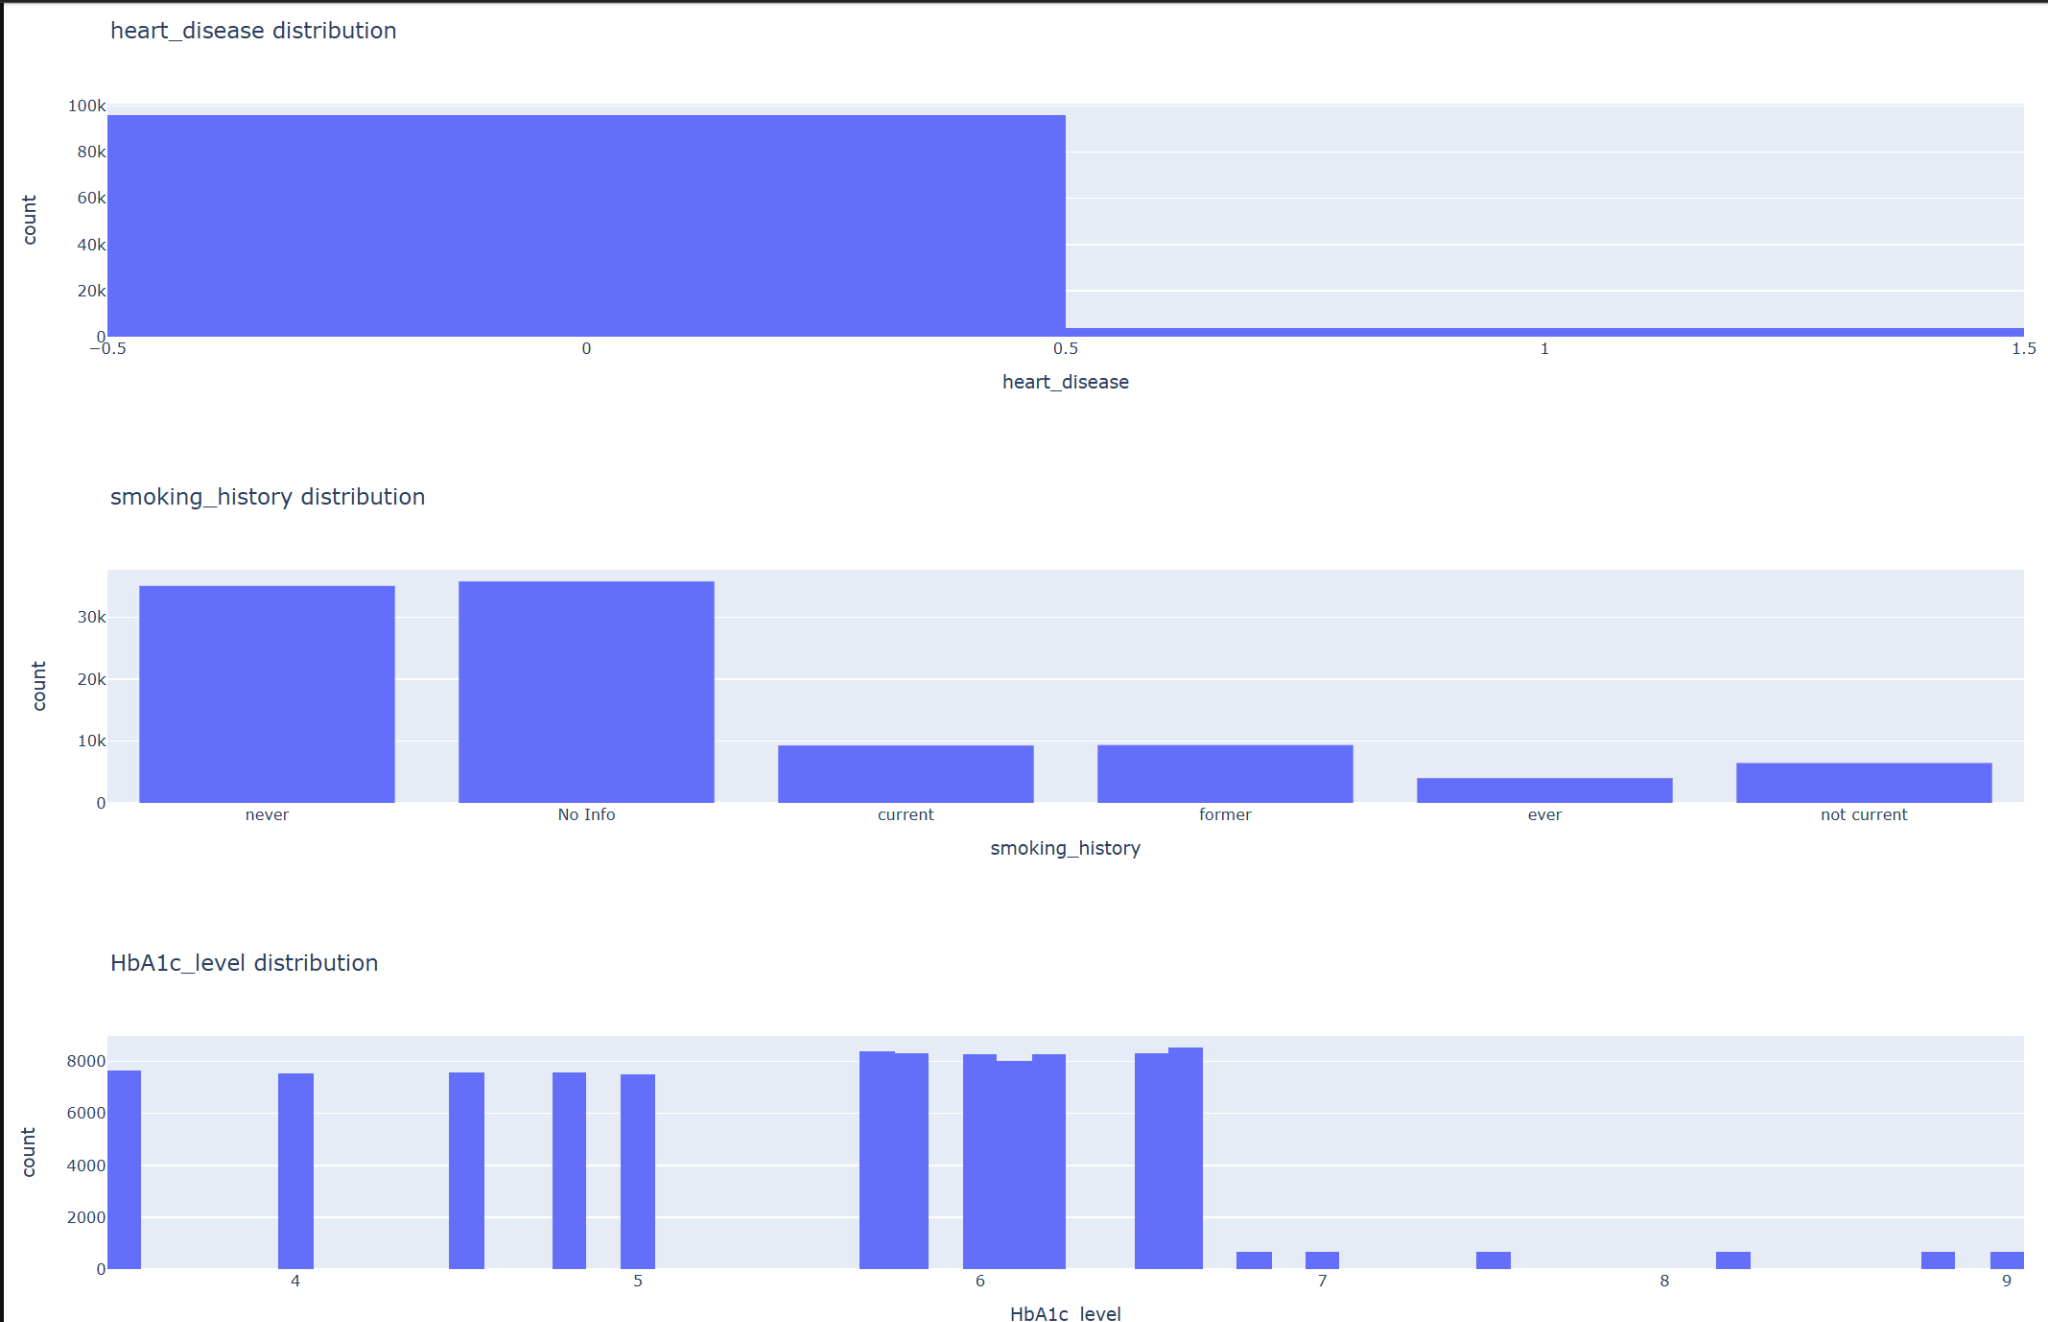 heart_disease distribution
100k
80k
60k
40k
20k
0
count
−0.5 0 0.5 1 1.5
heart_disease
smoking_history distribution
30k
20k
10k
0
count
never No Info current former ever not current
smoking_history
HbA1c_level distribution
8000
6000
4000
2000
0
count
4 5 6 7 8 9
HbA1c_level